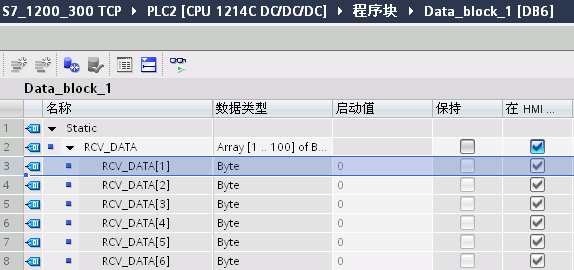 S7_1200_300 TCP ▸ PLC2 [CPU 1214C DC/DC/DC] ▸ 程序块 ▸ Data_block_1 [DB6]
Data_block_1
名称 数据类型 启动值 保持 在 HMI ...
1 Static
2 RCV_DATA Array [1 .. 100] of B...
3 RCV_DATA[1] Byte 0
4 RCV_DATA[2] Byte 0
5 RCV_DATA[3] Byte 0
6 RCV_DATA[4] Byte 0
7 RCV_DATA[5] Byte 0
8 RCV_DATA[6] Byte 0